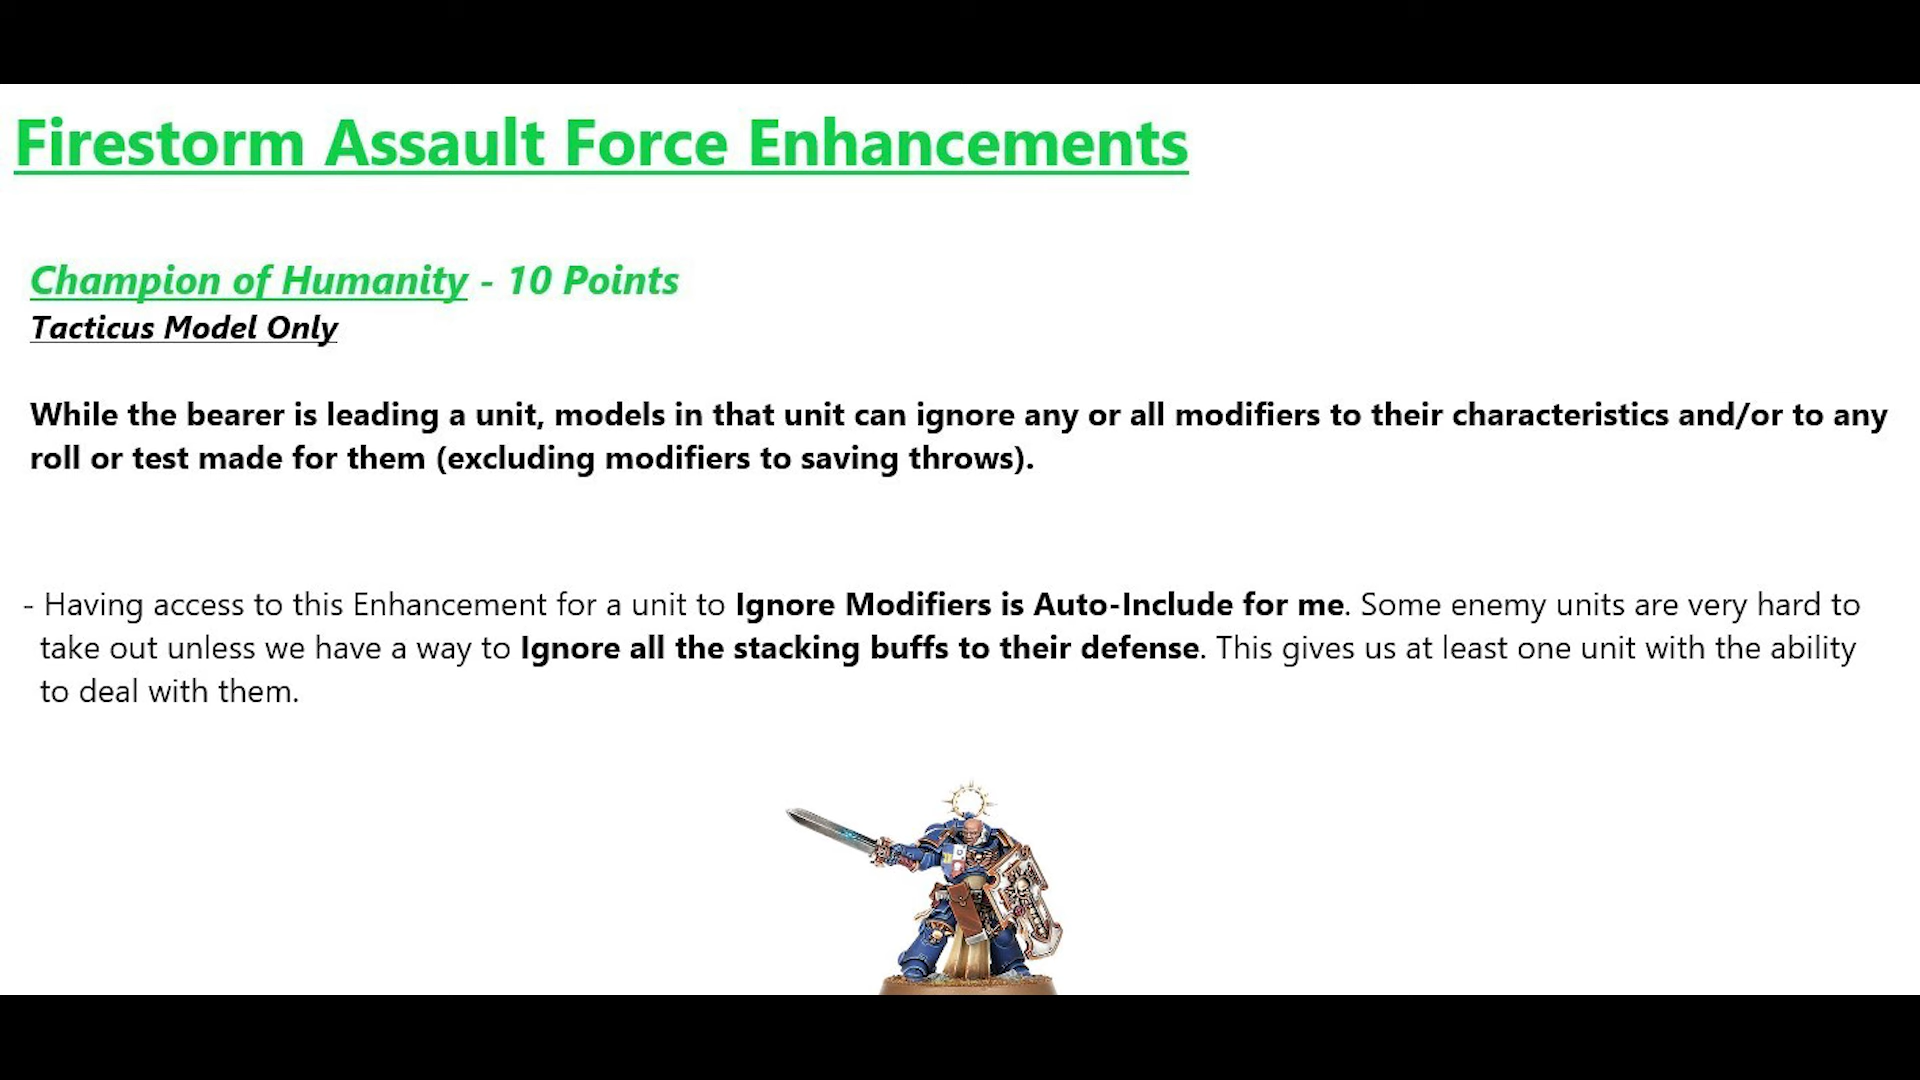 Firestorm Assault Force Enhancements
Champion of Humanity - 10 Points
Tacticus Model Only
While the bearer is leading a unit, models in that unit can ignore any or all modifiers to their characteristics and/or to any
roll or test made for them (excluding modifiers to saving throws).
- Having access to this Enhancement for a unit to Ignore Modifiers is Auto-Include for me. Some enemy units are very hard to
take out unless we have a way to Ignore all the stacking buffs to their defense. This gives us at least one unit with the ability
to deal with them.